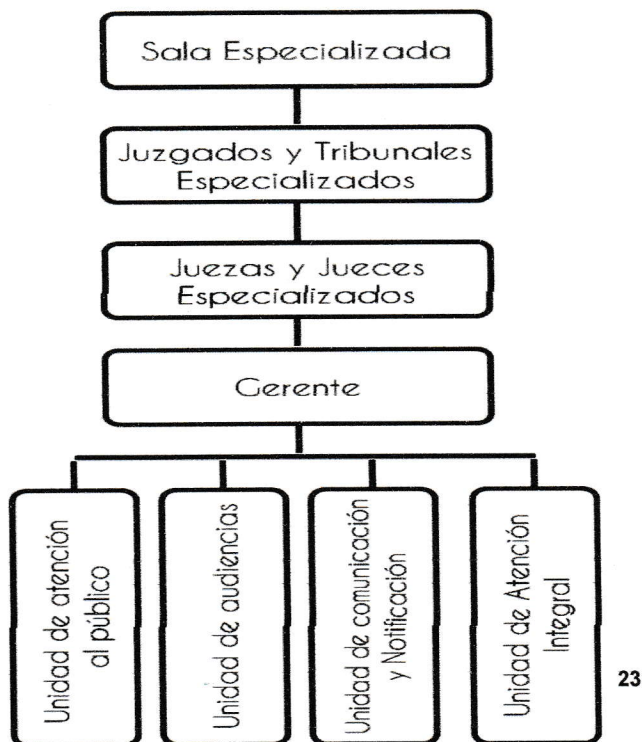 Sala Especializada
Juzgados y Tribunales
Especializados
Juezas y Jueces
Especializados
Gerente
Unidad de atención
al público
Unidad de audiencias
Unidad de comunicación
y Notificación
Unidad de Atención
Integral
23